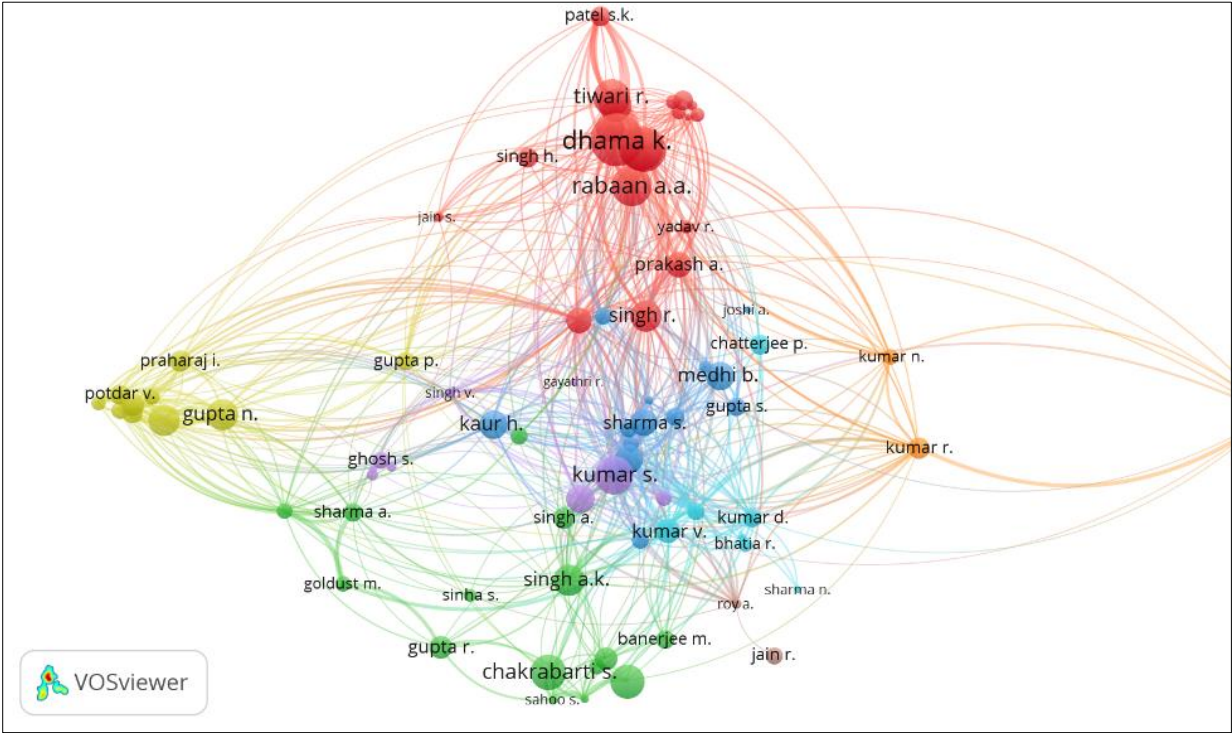 patel s.k.
tiwari r.
dhama k.
singh h.
rabaan a.a.
jain s.
yadav r.
prakash a.
singh r.
joshi a.
chatterjee p.
kumar n.
praharaj i.
gupta p.
medhi b.
gayathri r.
singh v.
potdar v.
gupta n.
gupta s.
kaur h.
sharma s.
kumar r.
ghosh s.
kumar s.
sharma a.
singh a.
kumar d.
kumar v.
bhatia r.
goldust m.
singh a.k.
sinha s.
sharma n.
roy a.
gupta r.
banerjee m.
jain r.
chakrabarti s.
sahoo s.
VOSviewer